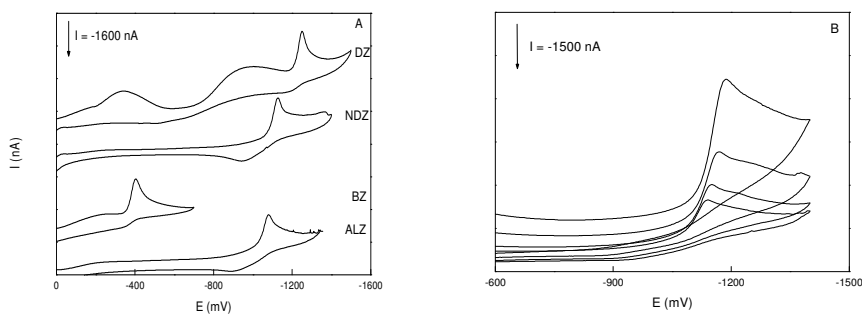 A
I = -1600 nA
DZ
NDZ
BZ
ALZ
I (nA)
0 -400 -800 -1200 -1600
E (mV)
B
I = -1500 nA
-600 -900 -1200 -1500
E (mV)